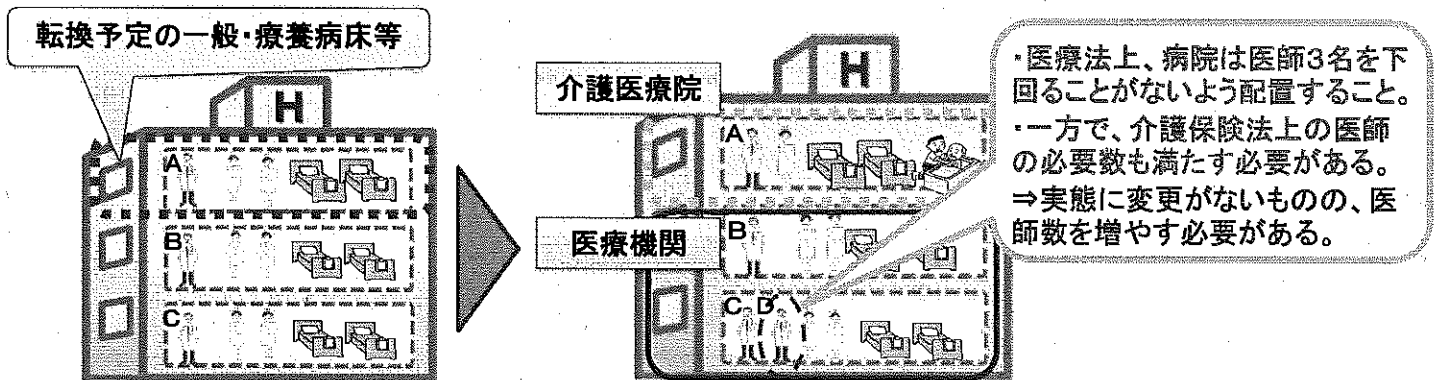 転換予定の一般・療養病床等
H
A
B
C
介護医療院
医療機関
H
A
B
C D
・医療法上、病院は医師3名を下
回ることがないよう配置すること。
・一方で、介護保険法上の医師
の必要数も満たす必要がある。
⇒実態に変更がないものの、医
師数を増やす必要がある。